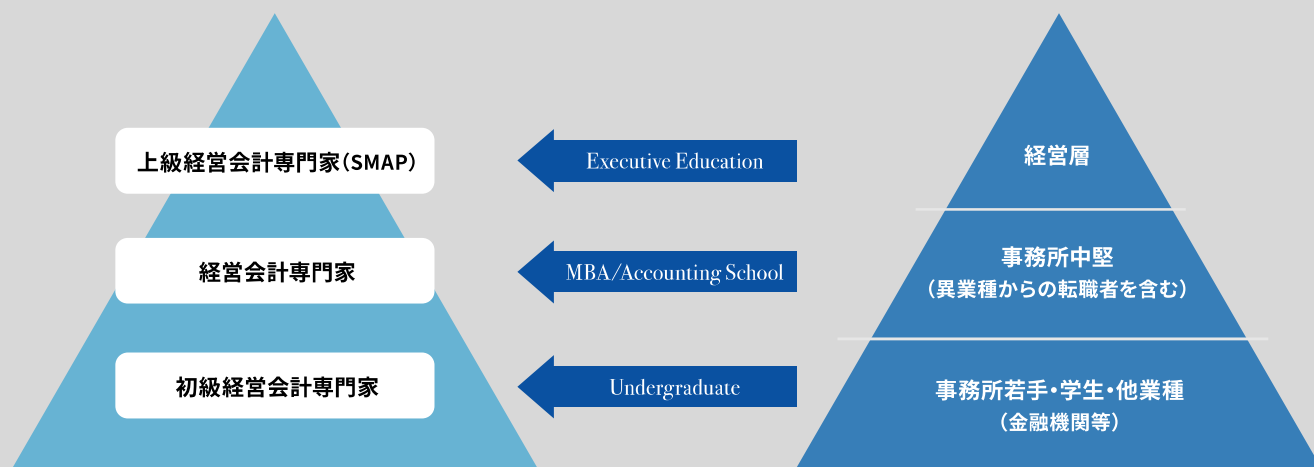 上級経営会計専門家（SMAP）
Executive Education
経営層
経営会計専門家
MBA/Accounting School
事務所中堅
（異業種からの転職者を含む）
初級経営会計専門家
Undergraduate
事務所若手・学生・他業種
（金融機関等）